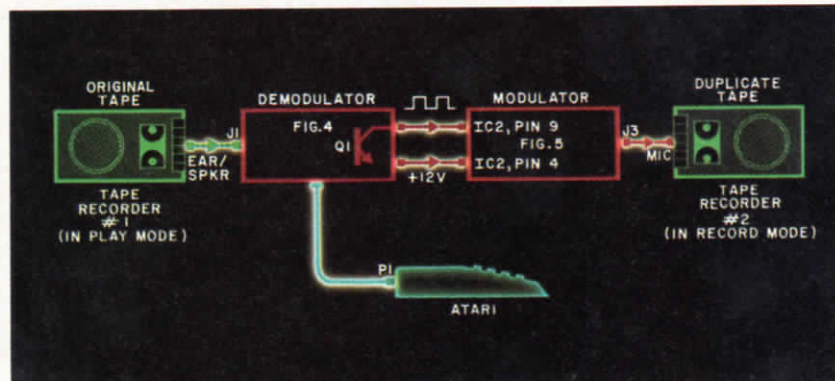 ORIGINAL
TAPE
J1
EAR/
SPKR
TAPE
RECORDER
#1
(IN PLAY MODE)
DEMODULATOR
FIG.4
Q1
+12V
MODULATOR
IC2, PIN 9
FIG.5
IC2, PIN 4
J3
MIC
DUPLICATE
TAPE
TAPE
RECORDER
#2
(IN RECORD MODE)
P1
ATARI